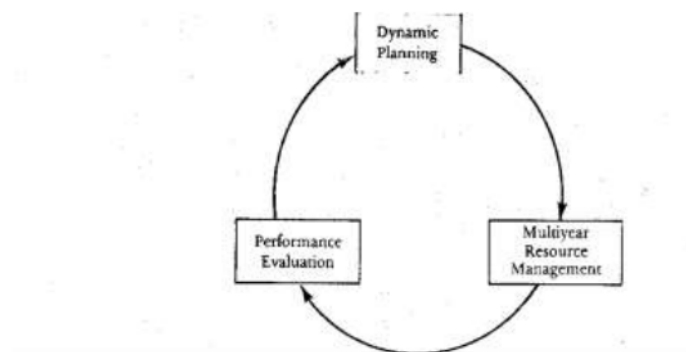 Dynamic
Planning
Performance
Evaluation
Multiyear
Resource
Management